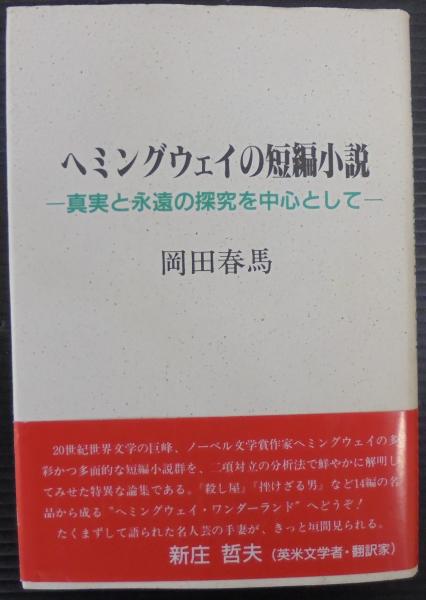 ヘミングウェイの短編小説
―真実と永遠の探究を中心として―
岡田春馬
20世紀世界文学の巨峰、ノーベル文学賞作家ヘミングウェイの多
彩かつ多面的な短編小説群を、二項対立の分析法で鮮やかに解明し
てみせた特異な論集である。『殺し屋』『挫けざる男』など14編の名
品から成る“ヘミングウェイ・ワンダーランド”へどうぞ!
たくまずして語られた名人芸の手妻が、きっと垣間見られる。
新庄 哲夫(英米文学者・翻訳家)